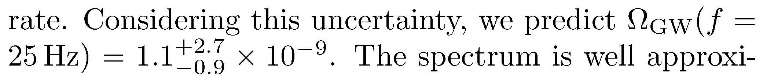 rate. Considering this uncertainty, we predict Ω_GW(f =
25 Hz) = 1.1^{+2.7}_{−0.9} × 10^{−9}. The spectrum is well approxi-